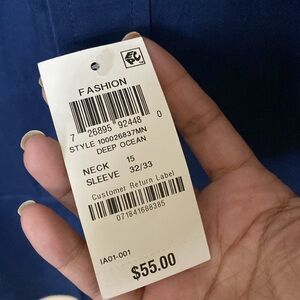 FASHION
7 26895 92448 0
STYLE 100026837MN
DEEP OCEAN
NECK 15
SLEEVE 32/33
Customer Return Label
071841688385
IA01-001
$55.00